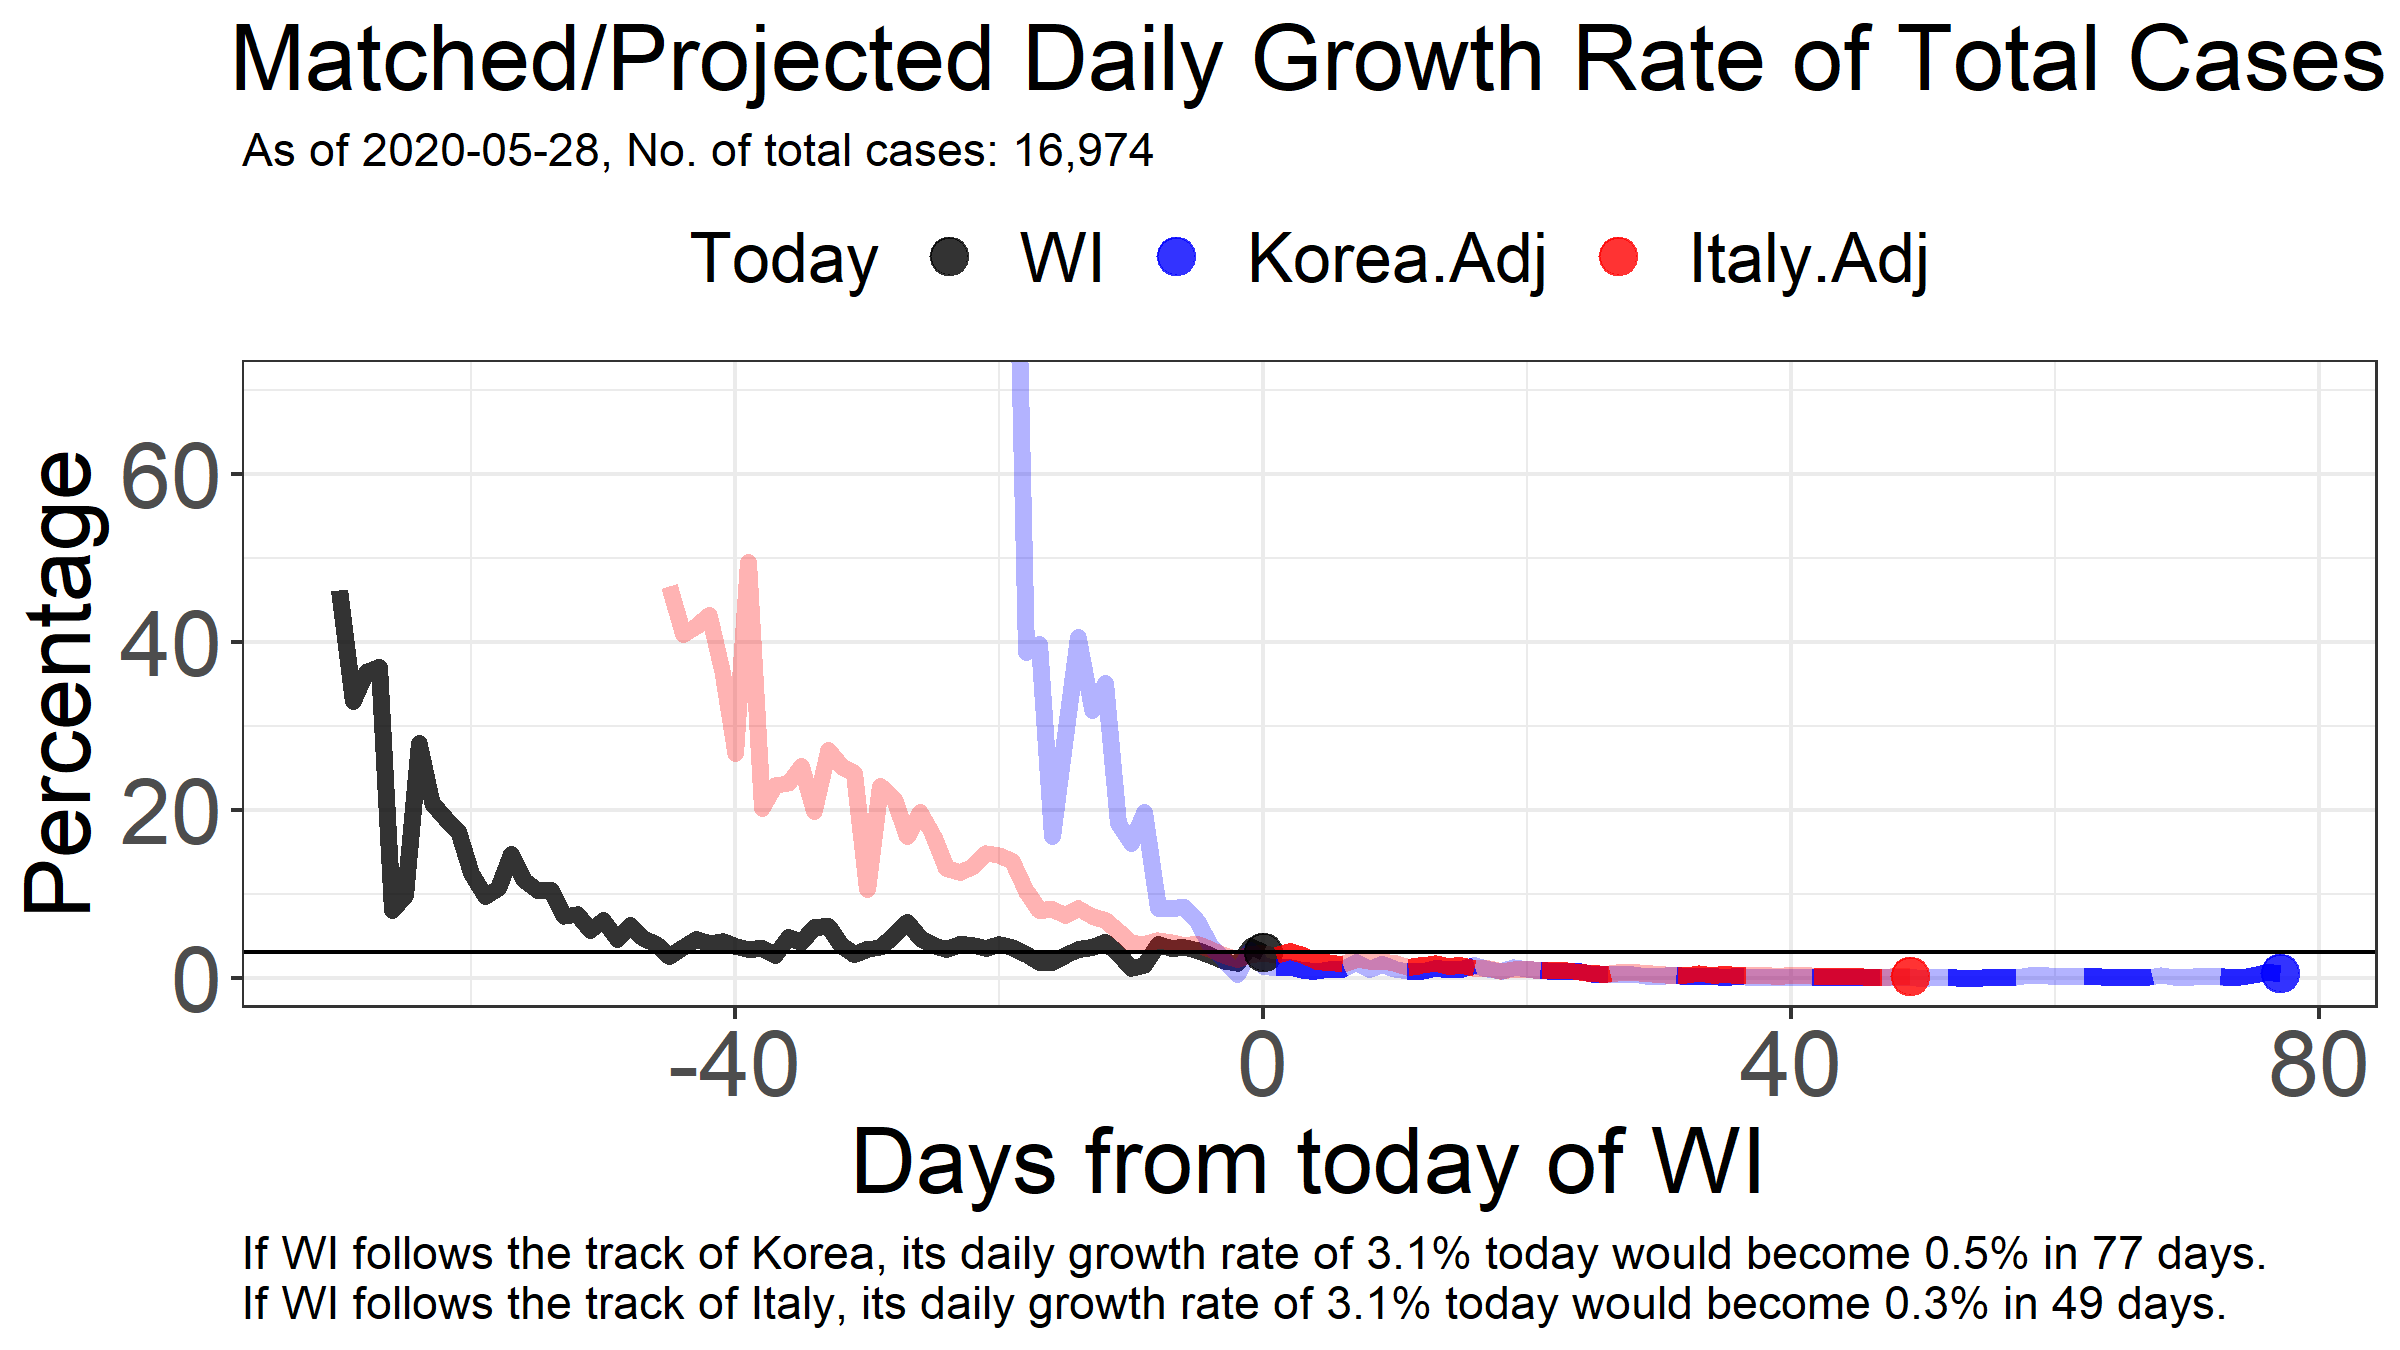 Matched/Projected Daily Growth Rate of Total Cases
As of 2020-05-28, No. of total cases: 16,974
Today WI Korea.Adj Italy.Adj
Percentage
60
40
20
0
-40 0 40 80
Days from today of WI
If WI follows the track of Korea, its daily growth rate of 3.1% today would become 0.5% in 77 days.
If WI follows the track of Italy, its daily growth rate of 3.1% today would become 0.3% in 49 days.